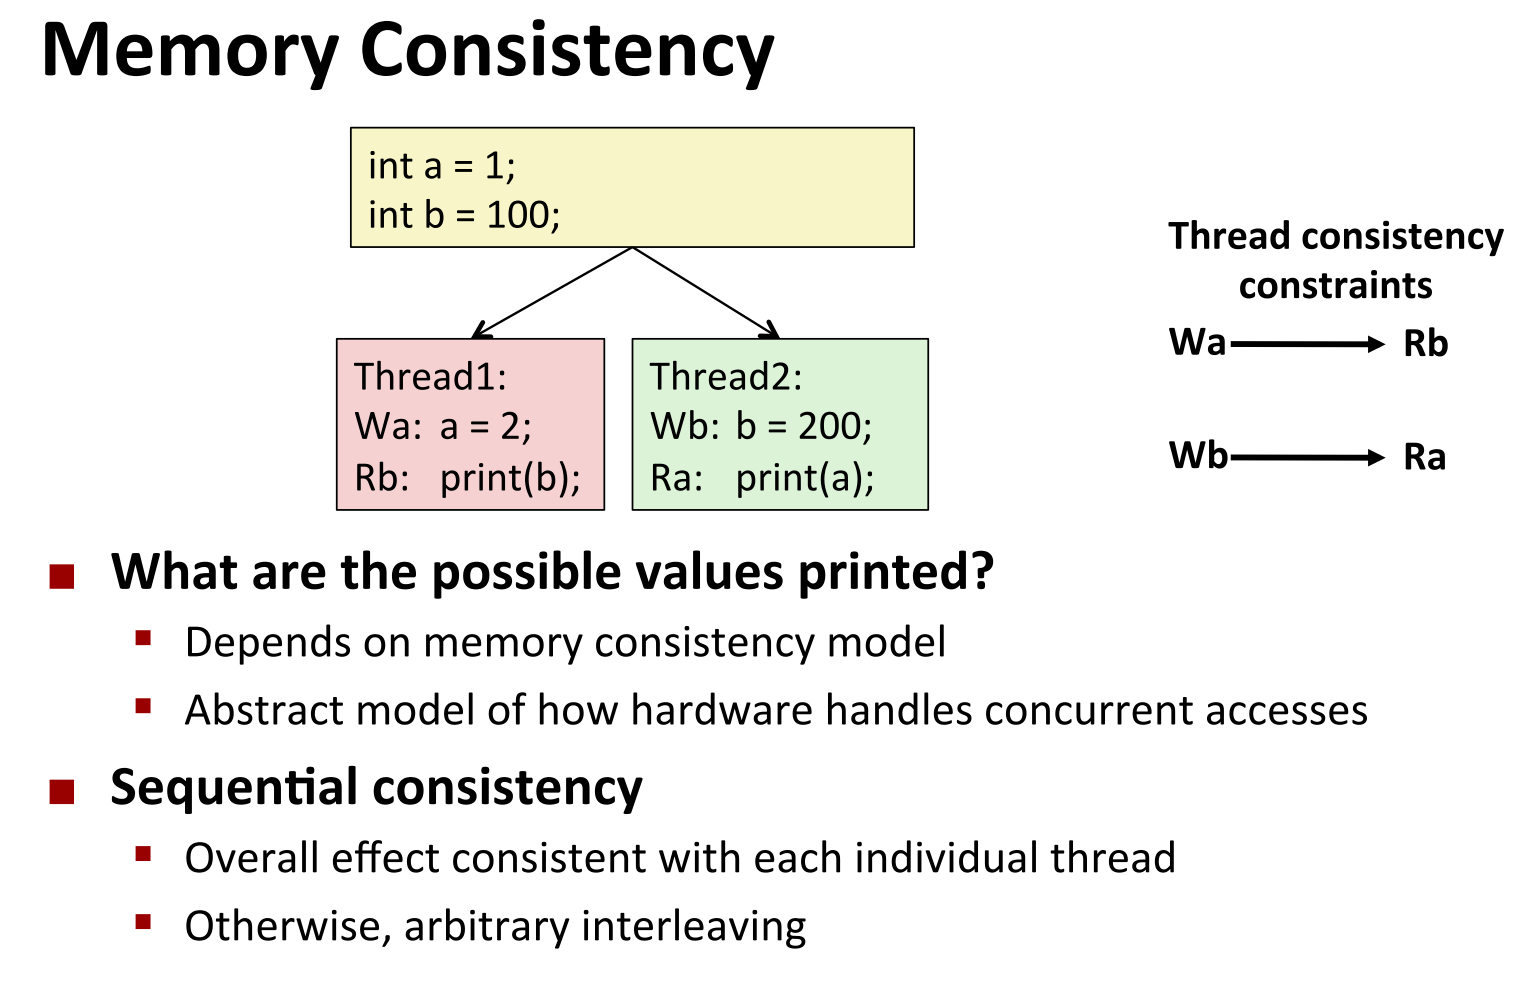 Memory Consistency
int a = 1;
int b = 100;
Thread consistency
constraints
Wa Rb
Wb Ra
Thread1:
Wa: a = 2;
Rb: print(b);
Thread2:
Wb: b = 200;
Ra: print(a);
What are the possible values printed?
Depends on memory consistency model
Abstract model of how hardware handles concurrent accesses
Sequential consistency
Overall effect consistent with each individual thread
Otherwise, arbitrary interleaving